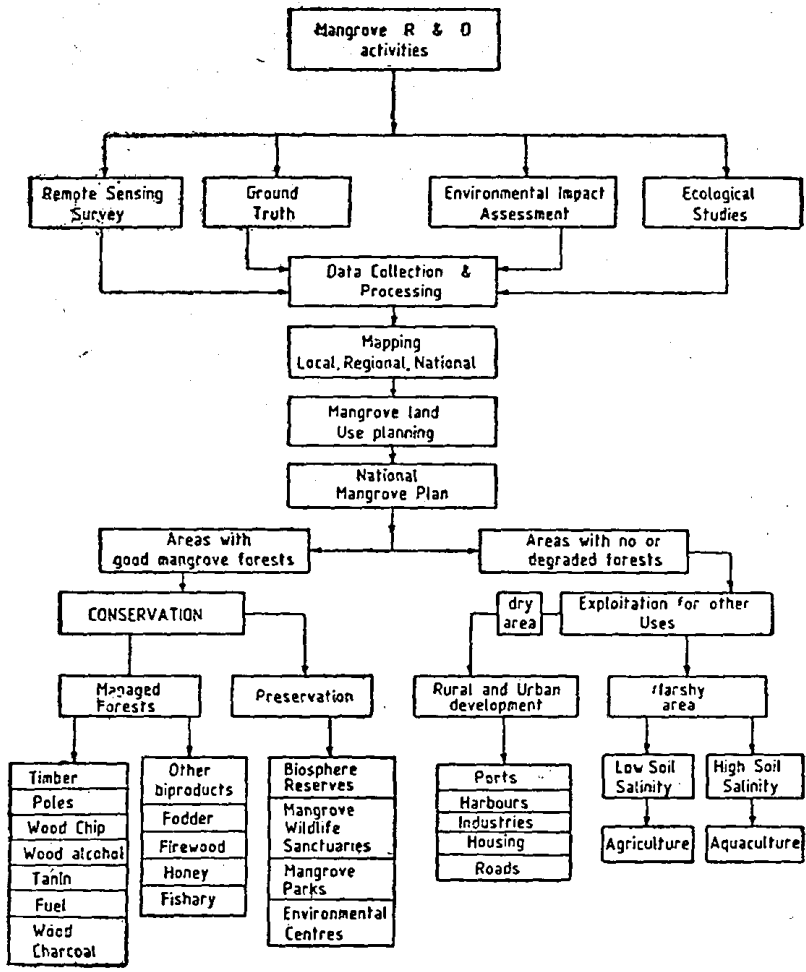 Mangrove R & D
activities
Remote Sensing
Survey
Ground
Truth
Environmental Impact
Assessment
Ecological
Studies
Data Collection &
Processing
Mapping
Local, Regional, National
Mangrove land
Use planning
National
Mangrove Plan
Areas with
good mangrove forests
Areas with no or
degraded forests
CONSERVATION
dry
area
Exploitation for other
Uses
Managed
Forests
Preservation
Rural and Urban
development
Marshy
area
Timber
Poles
Wood Chip
Wood alcohol
Tanin
Fuel
Wood
Charcoal
Other
biproducts
Fodder
Firewood
Honey
Fishary
Biosphere
Reserves
Mangrove
Wildlife
Sanctuaries
Mangrove
Parks
Environmental
Centres
Ports
Harbours
Industries
Housing
Roads
Low Soil
Salinity
High Soil
Salinity
Agriculture
Aquaculture